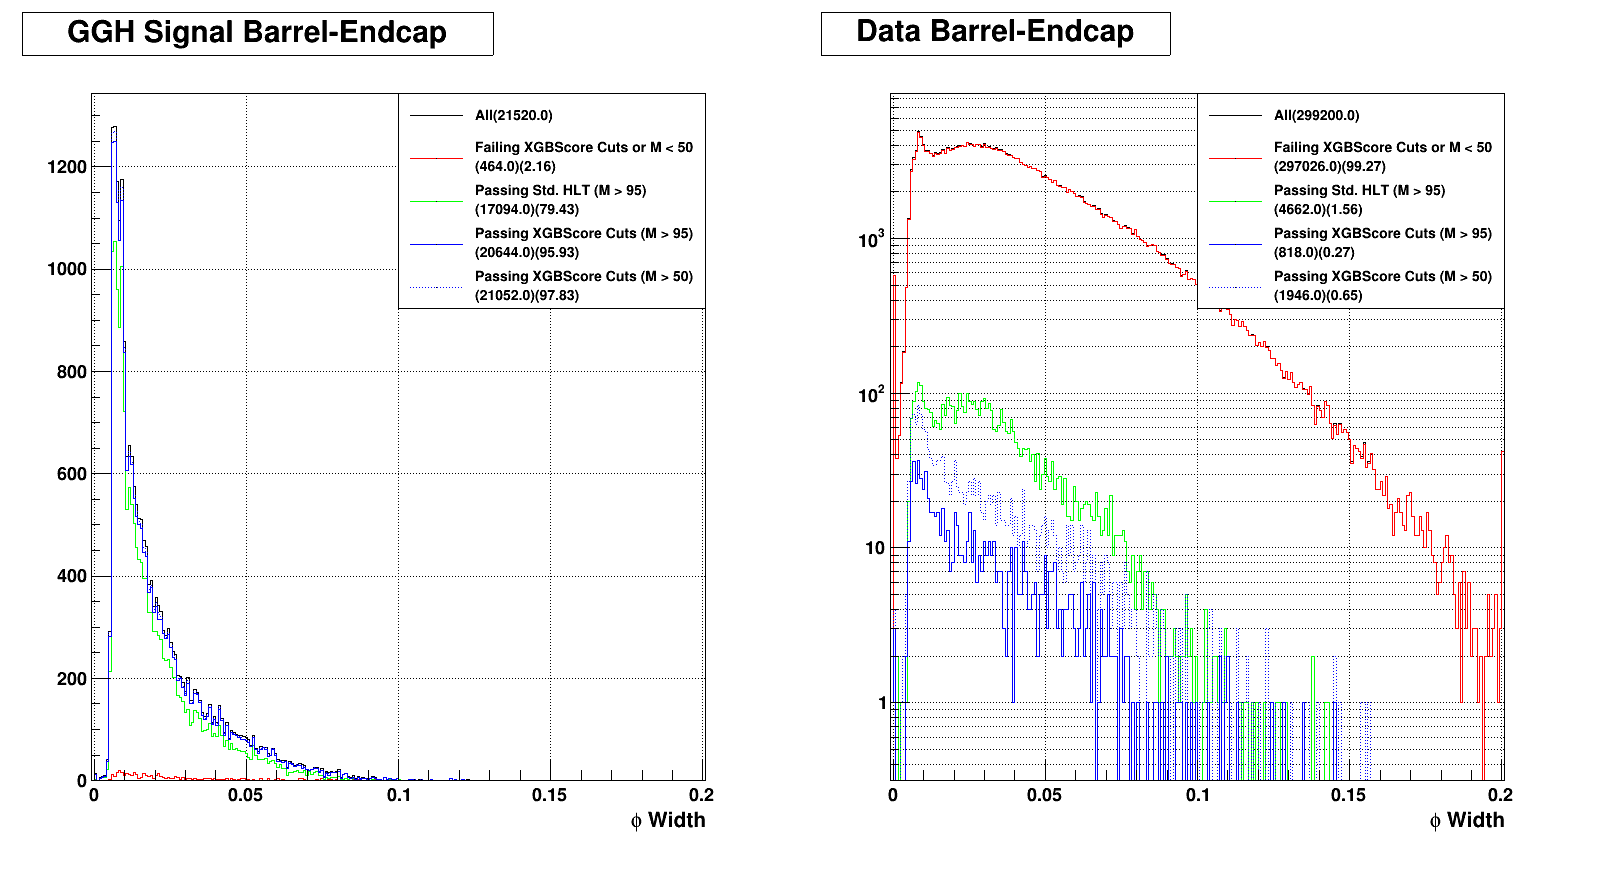 GGH Signal Barrel-Endcap
All(21520.0)
Failing XGBScore Cuts or M < 50
(464.0)(2.16)
Passing Std. HLT (M > 95)
(17094.0)(79.43)
Passing XGBScore Cuts (M > 95)
(20644.0)(95.93)
Passing XGBScore Cuts (M > 50)
(21052.0)(97.83)
1200
1000
800
600
400
200
0
0 0.05 0.1 0.15 0.2
ϕ Width
Data Barrel-Endcap
All(299200.0)
Failing XGBScore Cuts or M < 50
(297026.0)(99.27)
Passing Std. HLT (M > 95)
(4662.0)(1.56)
Passing XGBScore Cuts (M > 95)
(818.0)(0.27)
Passing XGBScore Cuts (M > 50)
(1946.0)(0.65)
10³
10²
10
1
0 0.05 0.1 0.15 0.2
ϕ Width